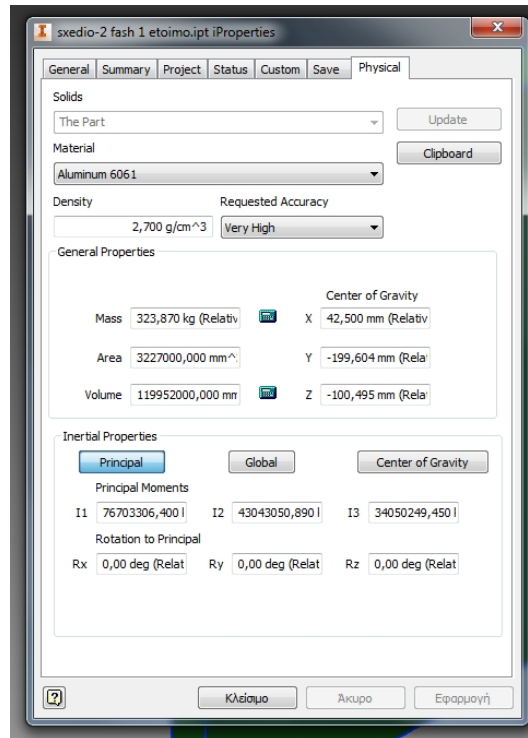 I sxedio-2 fash 1 etoimo.ipt iProperties
General Summary Project Status Custom Save Physical
Solids
The Part Update
Material
Clipboard
Aluminum 6061
Density Requested Accuracy
2,700 g/cm^3 Very High
General Properties
Center of Gravity
Mass 323,870 kg (Relativ X 42,500 mm (Relativ
Area 3227000,000 mm^ Y -199,604 mm (Rela
Volume 119952000,000 mm Z -100,495 mm (Rela
Inertial Properties
Principal Global Center of Gravity
Principal Moments
I1 76703306,400 I2 43043050,890 I3 34050249,450
Rotation to Principal
Rx 0,00 deg (Relat Ry 0,00 deg (Relat Rz 0,00 deg (Relat
? Κλείσιμο Άκυρο Εφαρμογή